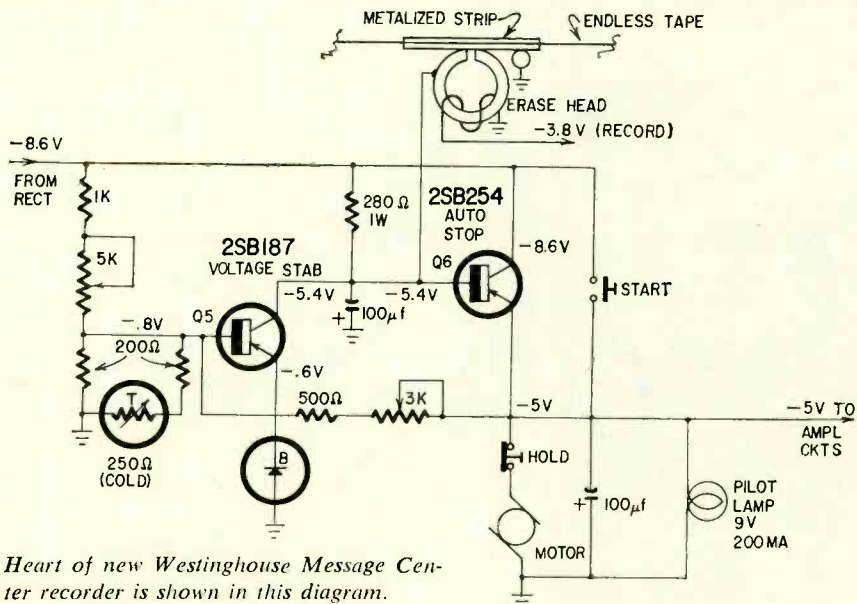 METALIZED STRIP
ENDLESS TAPE
ERASE HEAD
-3.8 V (RECORD)
-8.6V
FROM
RECT
1K
280Ω
1W
2SB254
AUTO
STOP
2SB187
VOLTAGE STAB
5K
Q6
-8.6V
START
-5.4V
-5.4V
+ 100µf
-.8V
Q5
200Ω
-.6V
T
500Ω
3K
-5V
-5V TO
AMPL
CKTS
250Ω
(COLD)
B
HOLD
+ 100µf
PILOT
LAMP
9V
200MA
MOTOR
Heart of new Westinghouse Message Cen-
ter recorder is shown in this diagram.